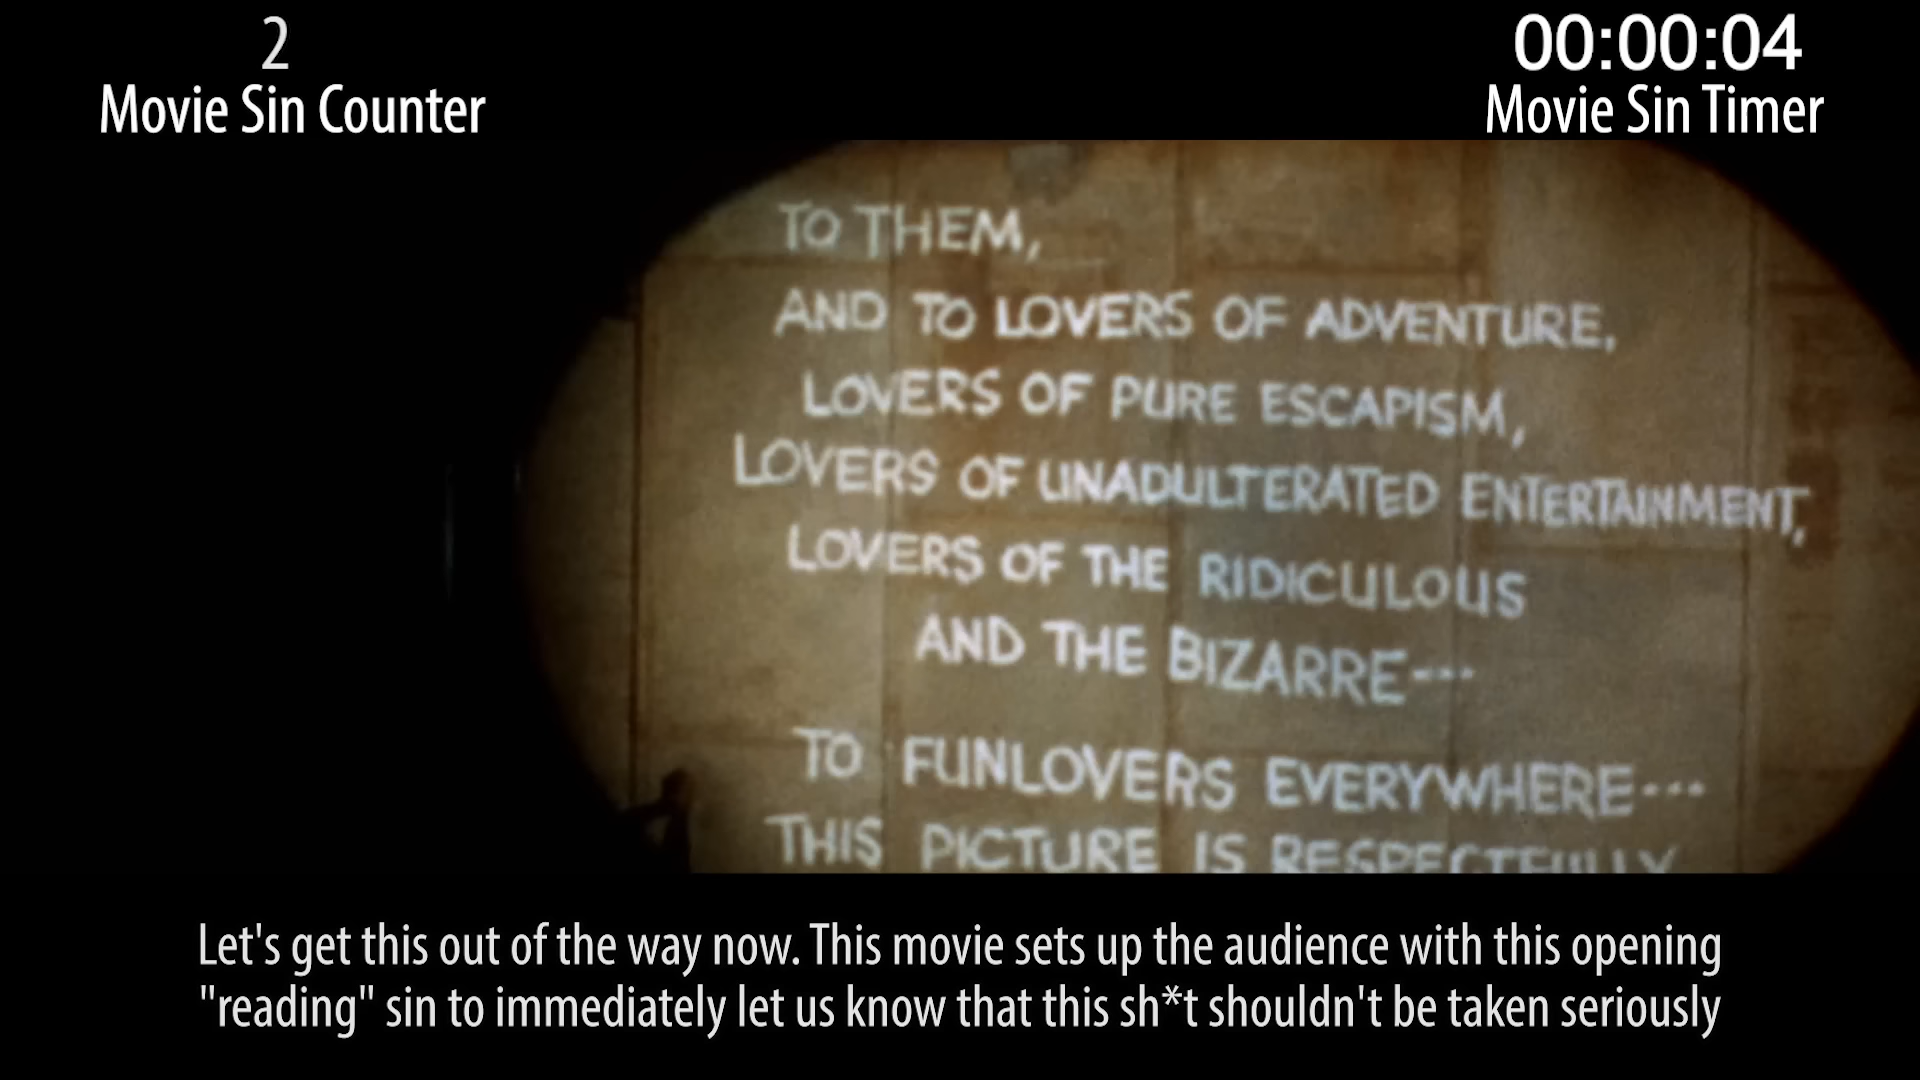 2
Movie Sin Counter
00:00:04
Movie Sin Timer
TO THEM,
AND TO LOVERS OF ADVENTURE,
LOVERS OF PURE ESCAPISM,
LOVERS OF UNADULTERATED ENTERTAINMENT,
LOVERS OF THE RIDICULOUS
AND THE BIZARRE---
TO FUNLOVERS EVERYWHERE---
THIS PICTURE IS RESPECTFULLY
Let's get this out of the way now. This movie sets up the audience with this opening
"reading" sin to immediately let us know that this sh*t shouldn't be taken seriously